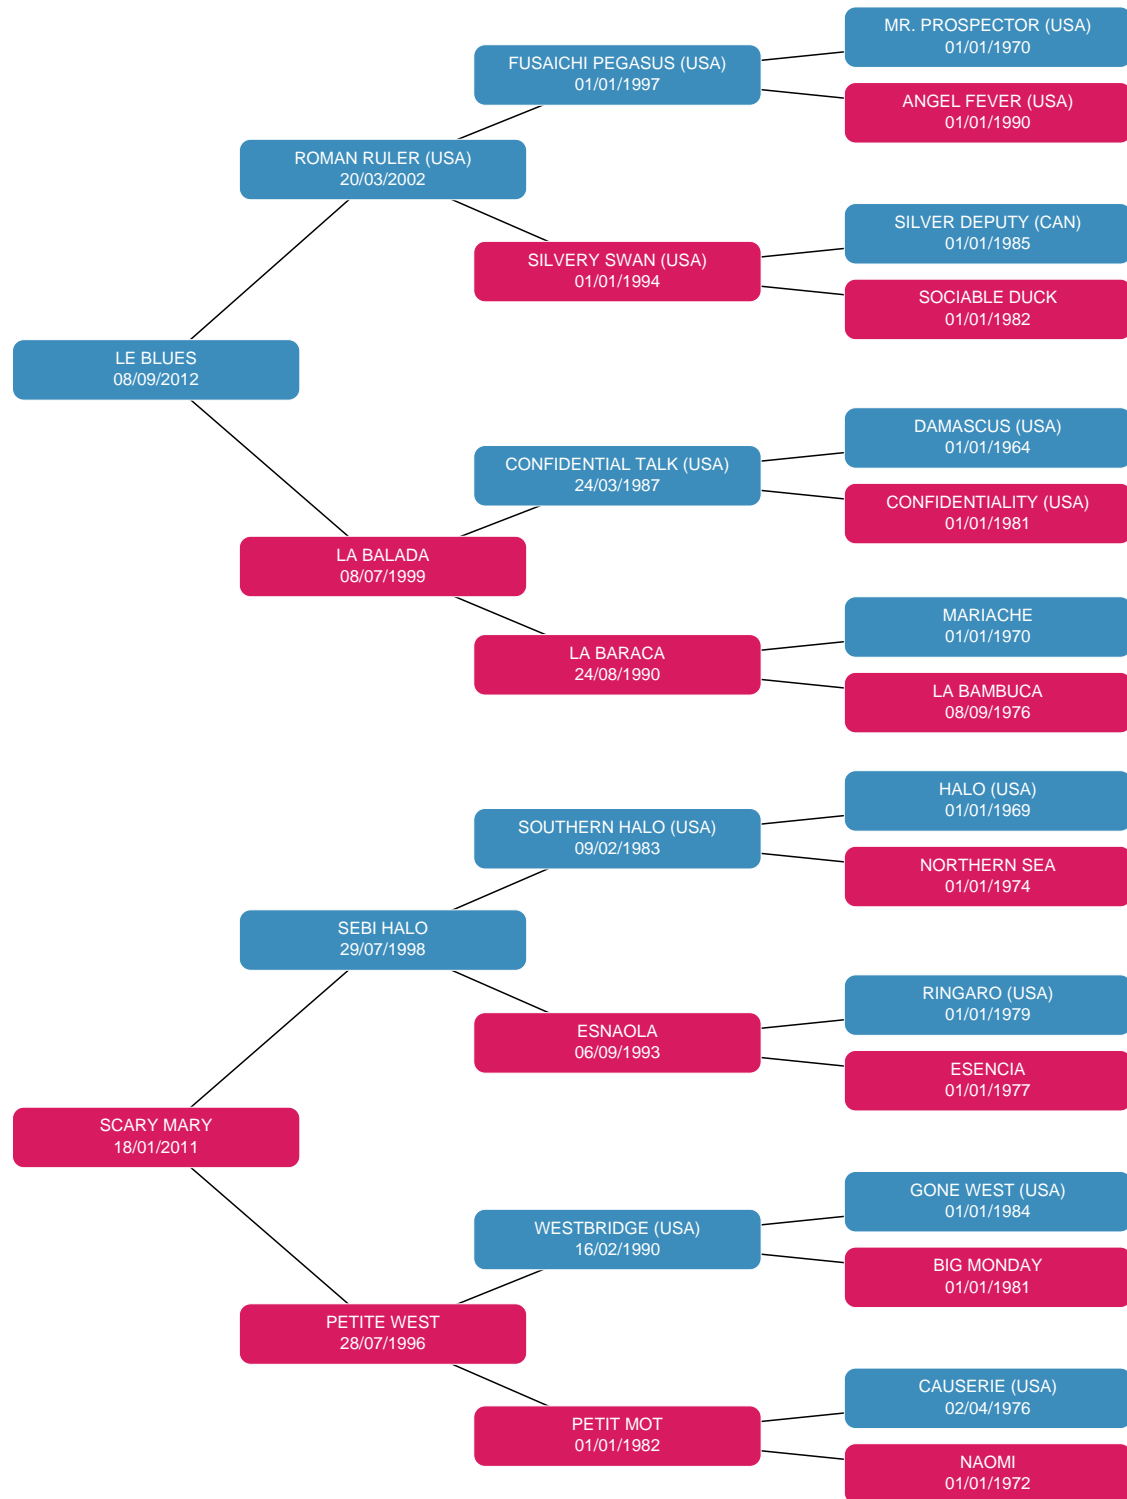 MR. PROSPECTOR (USA)
01/01/1970
FUSAICHI PEGASUS (USA)
01/01/1997
ANGEL FEVER (USA)
01/01/1990
ROMAN RULER (USA)
20/03/2002
SILVER DEPUTY (CAN)
01/01/1985
SILVERY SWAN (USA)
01/01/1994
SOCIABLE DUCK
01/01/1982
LE BLUES
08/09/2012
DAMASCUS (USA)
01/01/1964
CONFIDENTIAL TALK (USA)
24/03/1987
CONFIDENTIALITY (USA)
01/01/1981
LA BALADA
08/07/1999
MARIACHE
01/01/1970
LA BARACA
24/08/1990
LA BAMBUCA
08/09/1976
HALO (USA)
01/01/1969
SOUTHERN HALO (USA)
09/02/1983
NORTHERN SEA
01/01/1974
SEBI HALO
29/07/1998
RINGARO (USA)
01/01/1979
ESNAOLA
06/09/1993
ESENCIA
01/01/1977
SCARY MARY
18/01/2011
GONE WEST (USA)
01/01/1984
WESTBRIDGE (USA)
16/02/1990
BIG MONDAY
01/01/1981
PETITE WEST
28/07/1996
CAUSERIE (USA)
02/04/1976
PETIT MOT
01/01/1982
NAOMI
01/01/1972